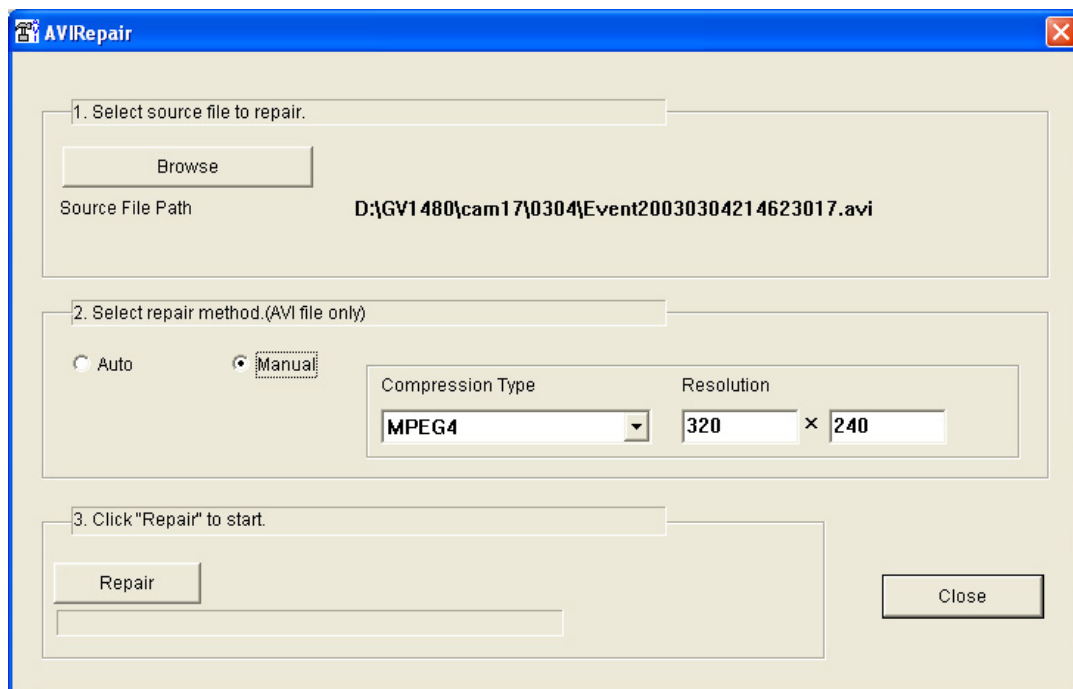 AVIRepair
1. Select source file to repair.
Browse
Source File Path D:\GV1480\cam17\0304\Event20030304214623017.avi
2. Select repair method.(AVI file only)
Auto Manual
Compression Type Resolution
MPEG4 320 × 240
3. Click "Repair" to start.
Repair
Close